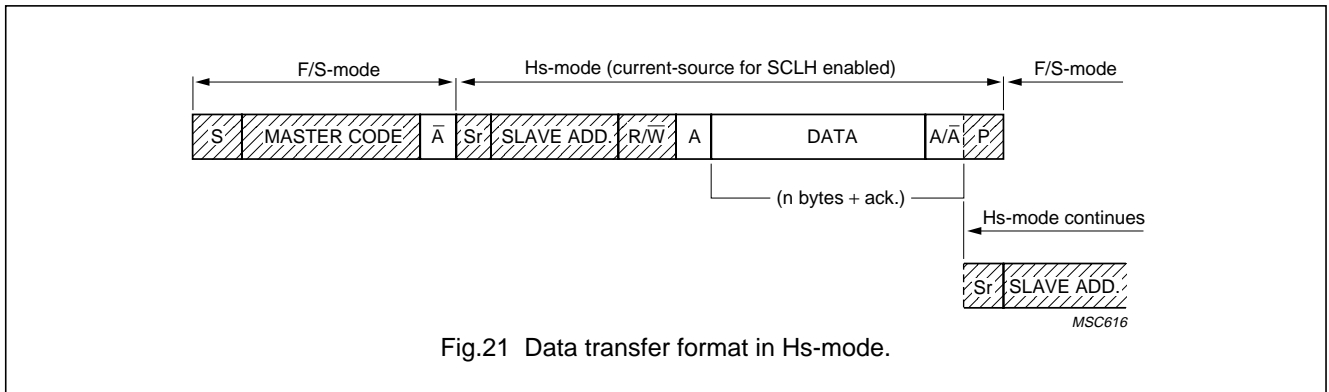 F/S-mode Hs-mode (current-source for SCLH enabled) F/S-mode
S MASTER CODE A̅ Sr SLAVE ADD. R/W̅ A DATA A/A̅ P
(n bytes + ack.)
Hs-mode continues
Sr SLAVE ADD.
MSC616
Fig.21 Data transfer format in Hs-mode.